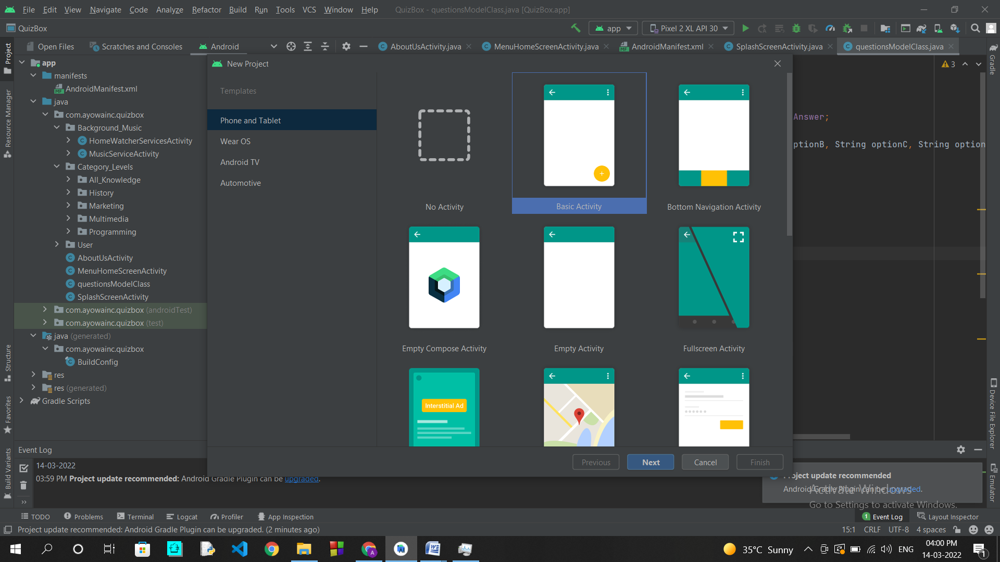 File Edit View Navigate Code Analyze Refactor Build Run Tools VCS Window Help QuizBox - questionsModelClass.java [QuizBox.app]
QuizBox app Pixel 2 XL API 30
Open Files Scratches and Consoles Android AboutUsActivity.java MenuHomeScreenActivity.java AndroidManifest.xml SplashScreenActivity.java questionsModelClass.java
Project
Resource Manager
Structure
Favorites
Build Variants
app
manifests
AndroidManifest.xml
java
com.ayowainc.quizbox
Background_Music
HomeWatcherServicesActivity
MusicServiceActivity
Category_Levels
All_Knowledge
History
Marketing
Multimedia
Programming
User
AboutUsActivity
MenuHomeScreenActivity
questionsModelClass
SplashScreenActivity
com.ayowainc.quizbox (androidTest)
com.ayowainc.quizbox (test)
java (generated)
com.ayowainc.quizbox
BuildConfig
res
res (generated)
Gradle Scripts
New Project
Templates
Phone and Tablet
Wear OS
Android TV
Automotive
No Activity
Basic Activity
Bottom Navigation Activity
Empty Compose Activity
Empty Activity
Fullscreen Activity
Interstitial Ad
Previous Next Cancel Finish
3
Answer;
ptionB, String optionC, String option
Gradle
Device File Explorer
Emulator
Event Log
14-03-2022
03:59 PM Project update recommended: Android Gradle Plugin can be upgraded.
Project update recommended
Android Gradle Plugin can be upgraded.
Activate Windows
Go to Settings to activate Windows.
TODO Problems Terminal Logcat Profiler App Inspection 1 Event Log Layout Inspector
Project update recommended: Android Gradle Plugin can be upgraded. (2 minutes ago) 15:1 CRLF UTF-8 4 spaces
35°C Sunny ENG 04:00 PM
14-03-2022
1